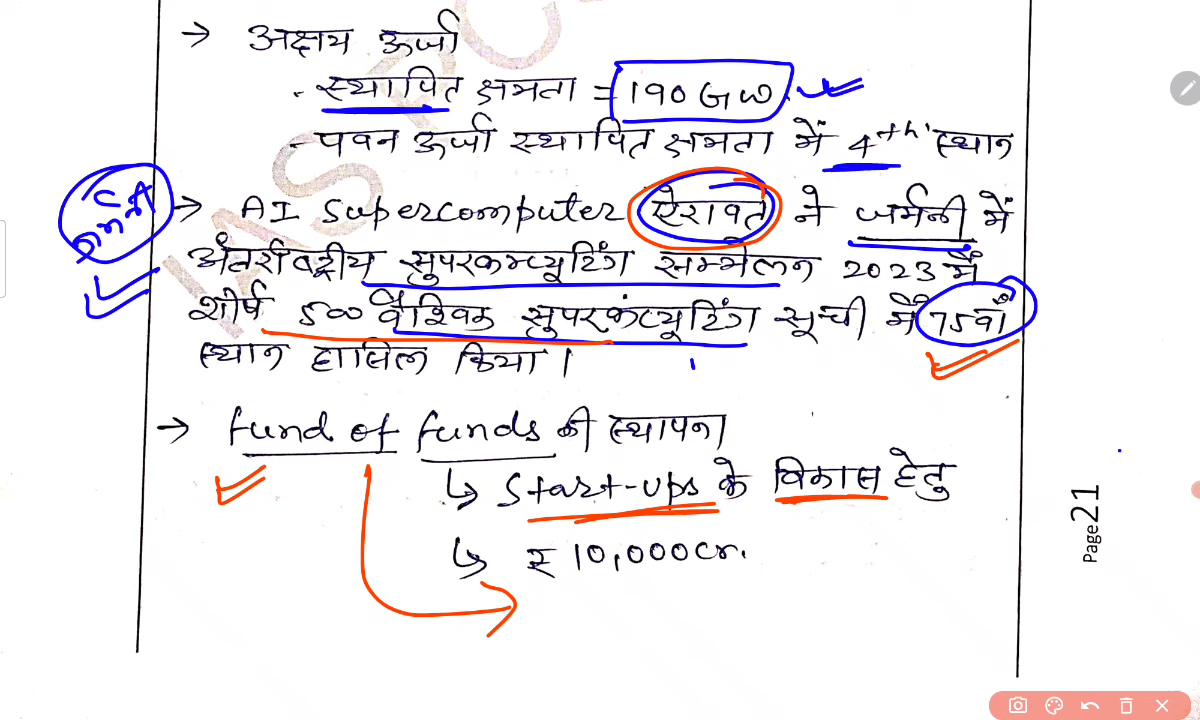 → अक्षय ऊर्जा
- स्थापित क्षमता = 190 GW
- पवन ऊर्जा स्थापित क्षमता में 4th स्थान
→ AI Supercomputer ऐरावत ने जर्मनी में
अंतर्राष्ट्रीय सुपरकम्प्यूटिंग सम्मेलन 2023 में
शीर्ष 500 वैश्विक सुपरकंप्यूटिंग सूची में 75वाँ
स्थान हासिल किया।
→ fund of funds की स्थापना
↳ Start-ups के विकास हेतु
↳ ₹ 10,000 cr.
Page 21